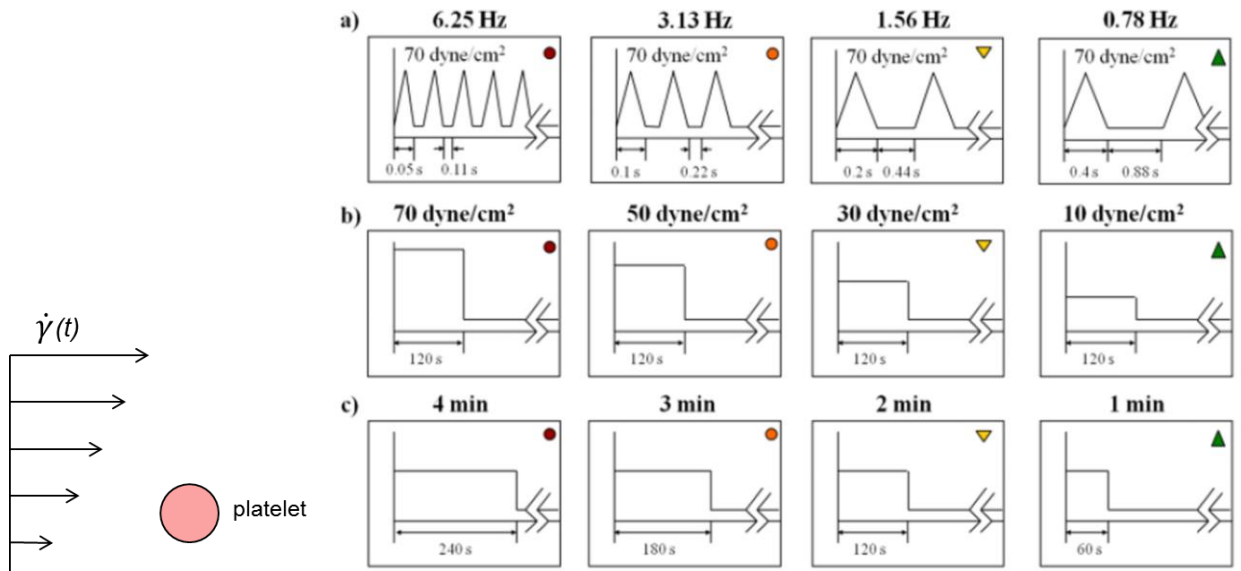 a) 6.25 Hz 3.13 Hz 1.56 Hz 0.78 Hz
70 dyne/cm² 70 dyne/cm² 70 dyne/cm² 70 dyne/cm²
0.05 s 0.11 s 0.1 s 0.22 s 0.2 s 0.44 s 0.4 s 0.88 s
b) 70 dyne/cm² 50 dyne/cm² 30 dyne/cm² 10 dyne/cm²
γ̇(t)
120 s 120 s 120 s 120 s
c) 4 min 3 min 2 min 1 min
platelet
240 s 180 s 120 s 60 s